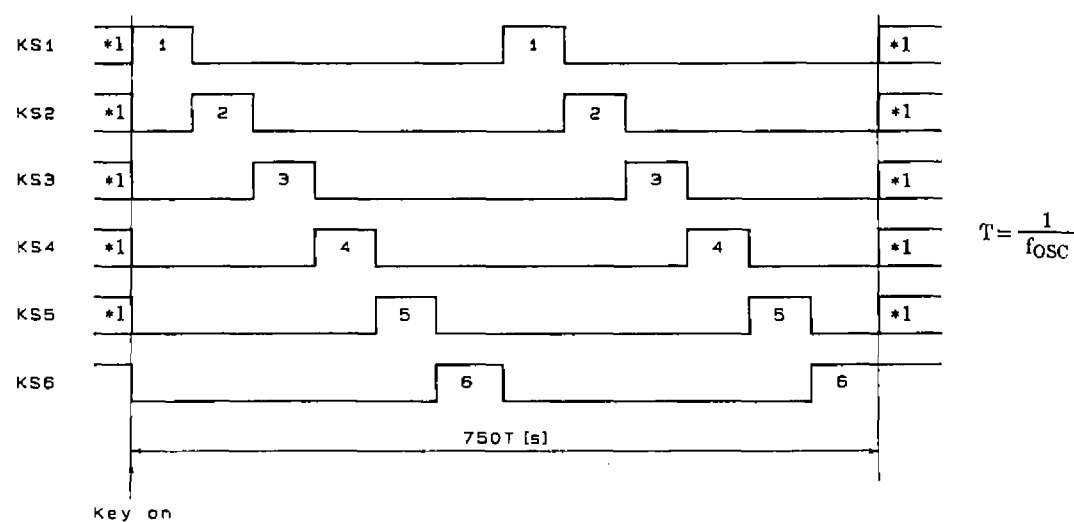 KS1 *1 1 1 *1
KS2 *1 2 2 *1
KS3 *1 3 3 *1
KS4 *1 4 4 *1
KS5 *1 5 5 *1
KS6 6 6
T = 1 / fOSC
750T [s]
Key on